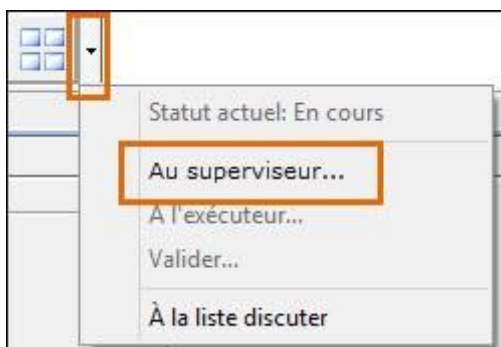 Statut actuel: En cours
Au superviseur...
A l'exécuteur...
Valider...
À la liste discuter